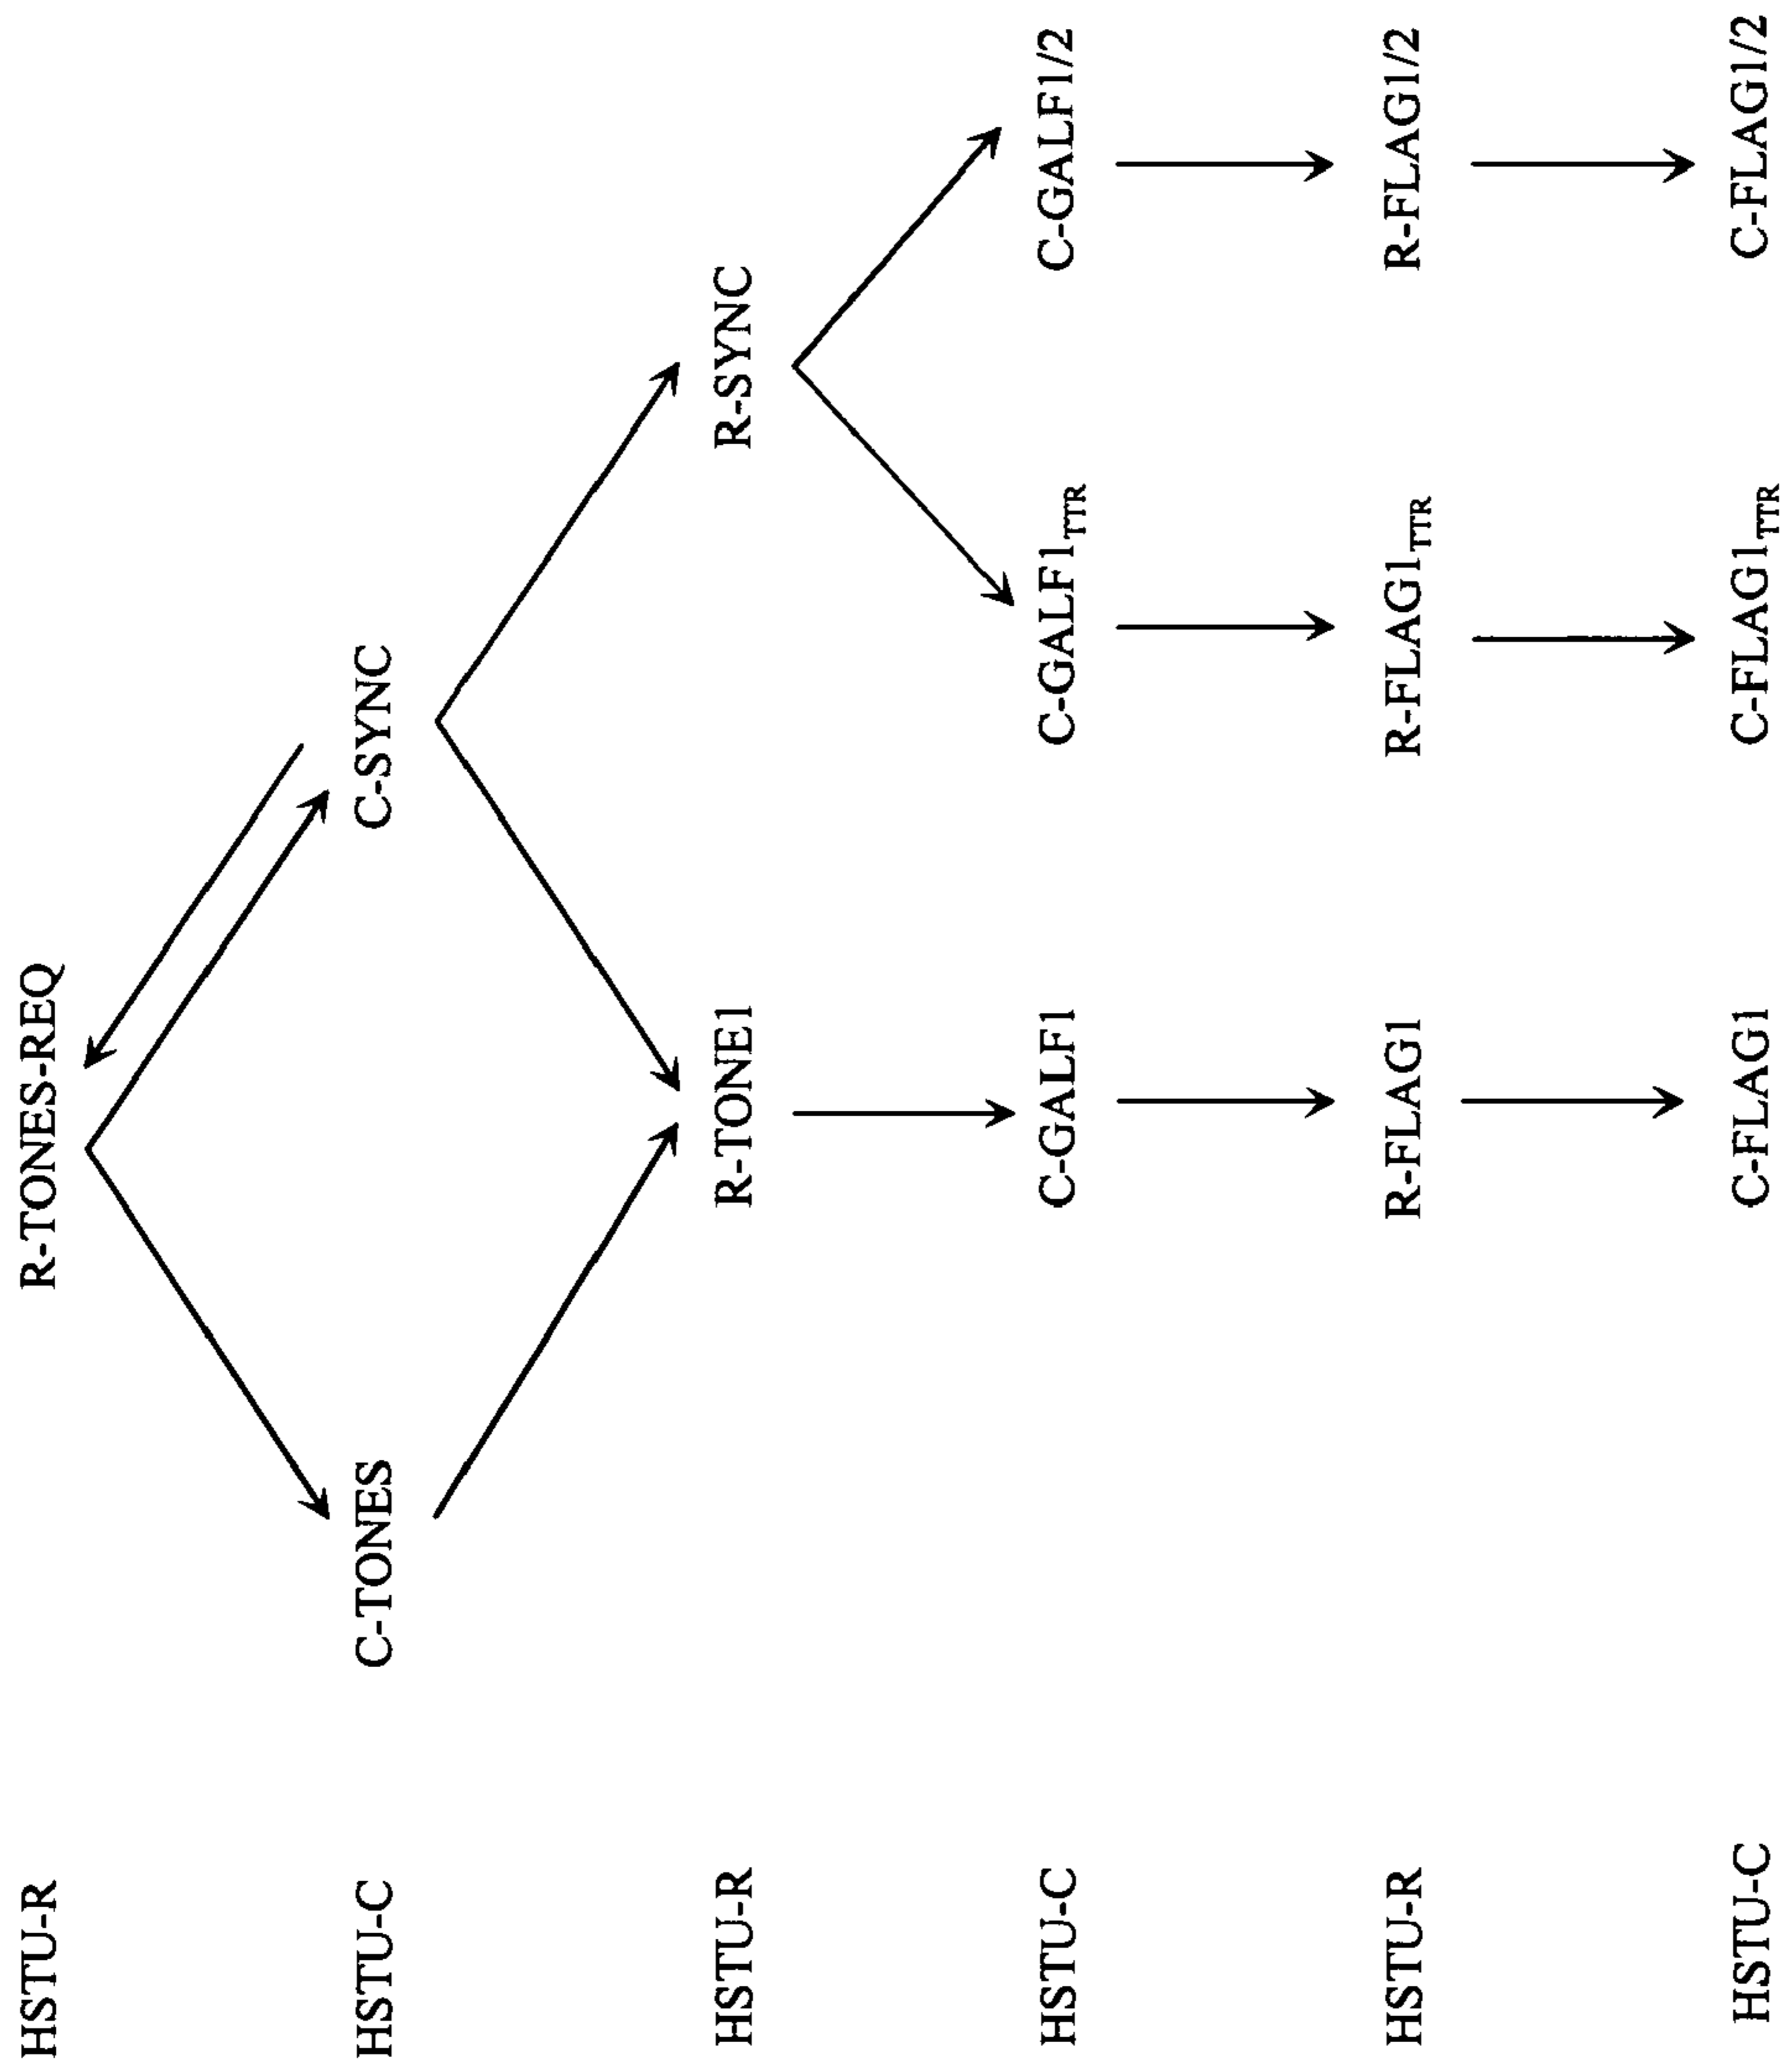 HSTU-R
R-TONES-REQ
HSTU-C
C-TONES
C-SYNC
HSTU-R
R-TONE1
R-SYNC
HSTU-C
C-GALF1
C-GALF1TTR
C-GALF1/2
HSTU-R
R-FLAG1
R-FLAG1TTR
R-FLAG1/2
HSTU-C
C-FLAG1
C-FLAG1TTR
C-FLAG1/2